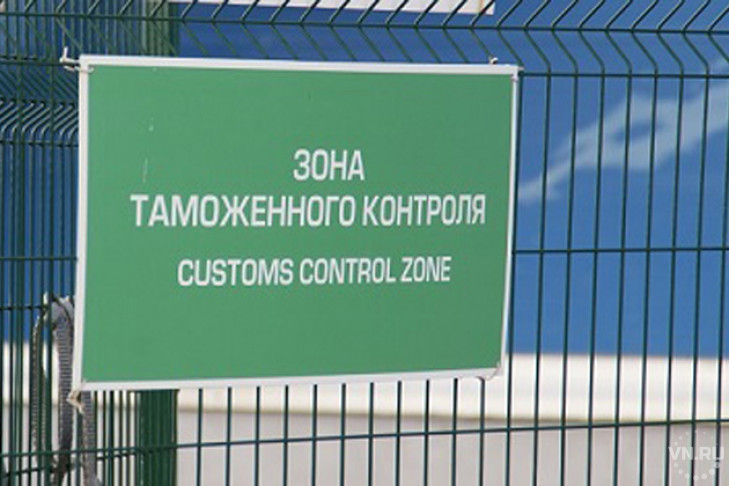 ЗОНА
ТАМОЖЕННОГО КОНТРОЛЯ
CUSTOMS CONTROL ZONE
VN.RU